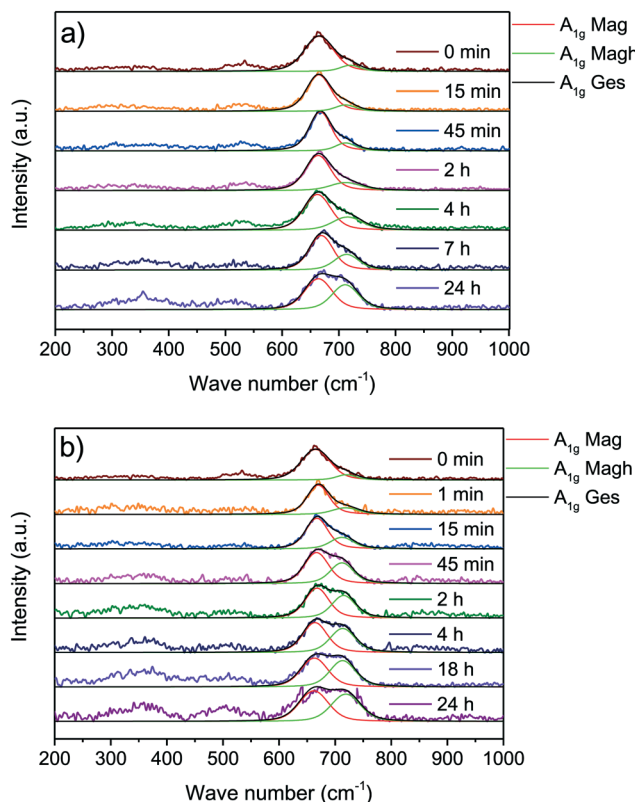 a)
A1g Mag
A1g Magh
A1g Ges
0 min
15 min
45 min
2 h
4 h
7 h
24 h
Intensity (a.u.)
200 300 400 500 600 700 800 900 1000
Wave number (cm-1)
b)
A1g Mag
A1g Magh
A1g Ges
0 min
1 min
15 min
45 min
2 h
4 h
18 h
24 h
Intensity (a.u.)
200 300 400 500 600 700 800 900 1000
Wave number (cm-1)